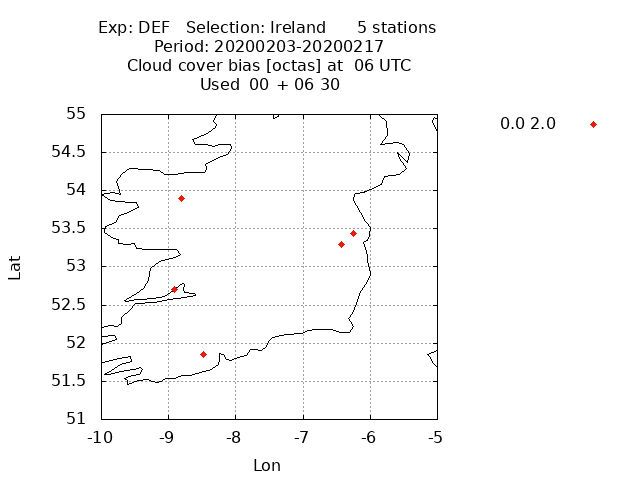 Exp: DEF Selection: Ireland 5 stations
Period: 20200203-20200217
Cloud cover bias [octas] at 06 UTC
Used 00 + 06 30
0.0 2.0
55
54.5
54
53.5
53
52.5
52
51.5
51
Lat
-10 -9 -8 -7 -6 -5
Lon